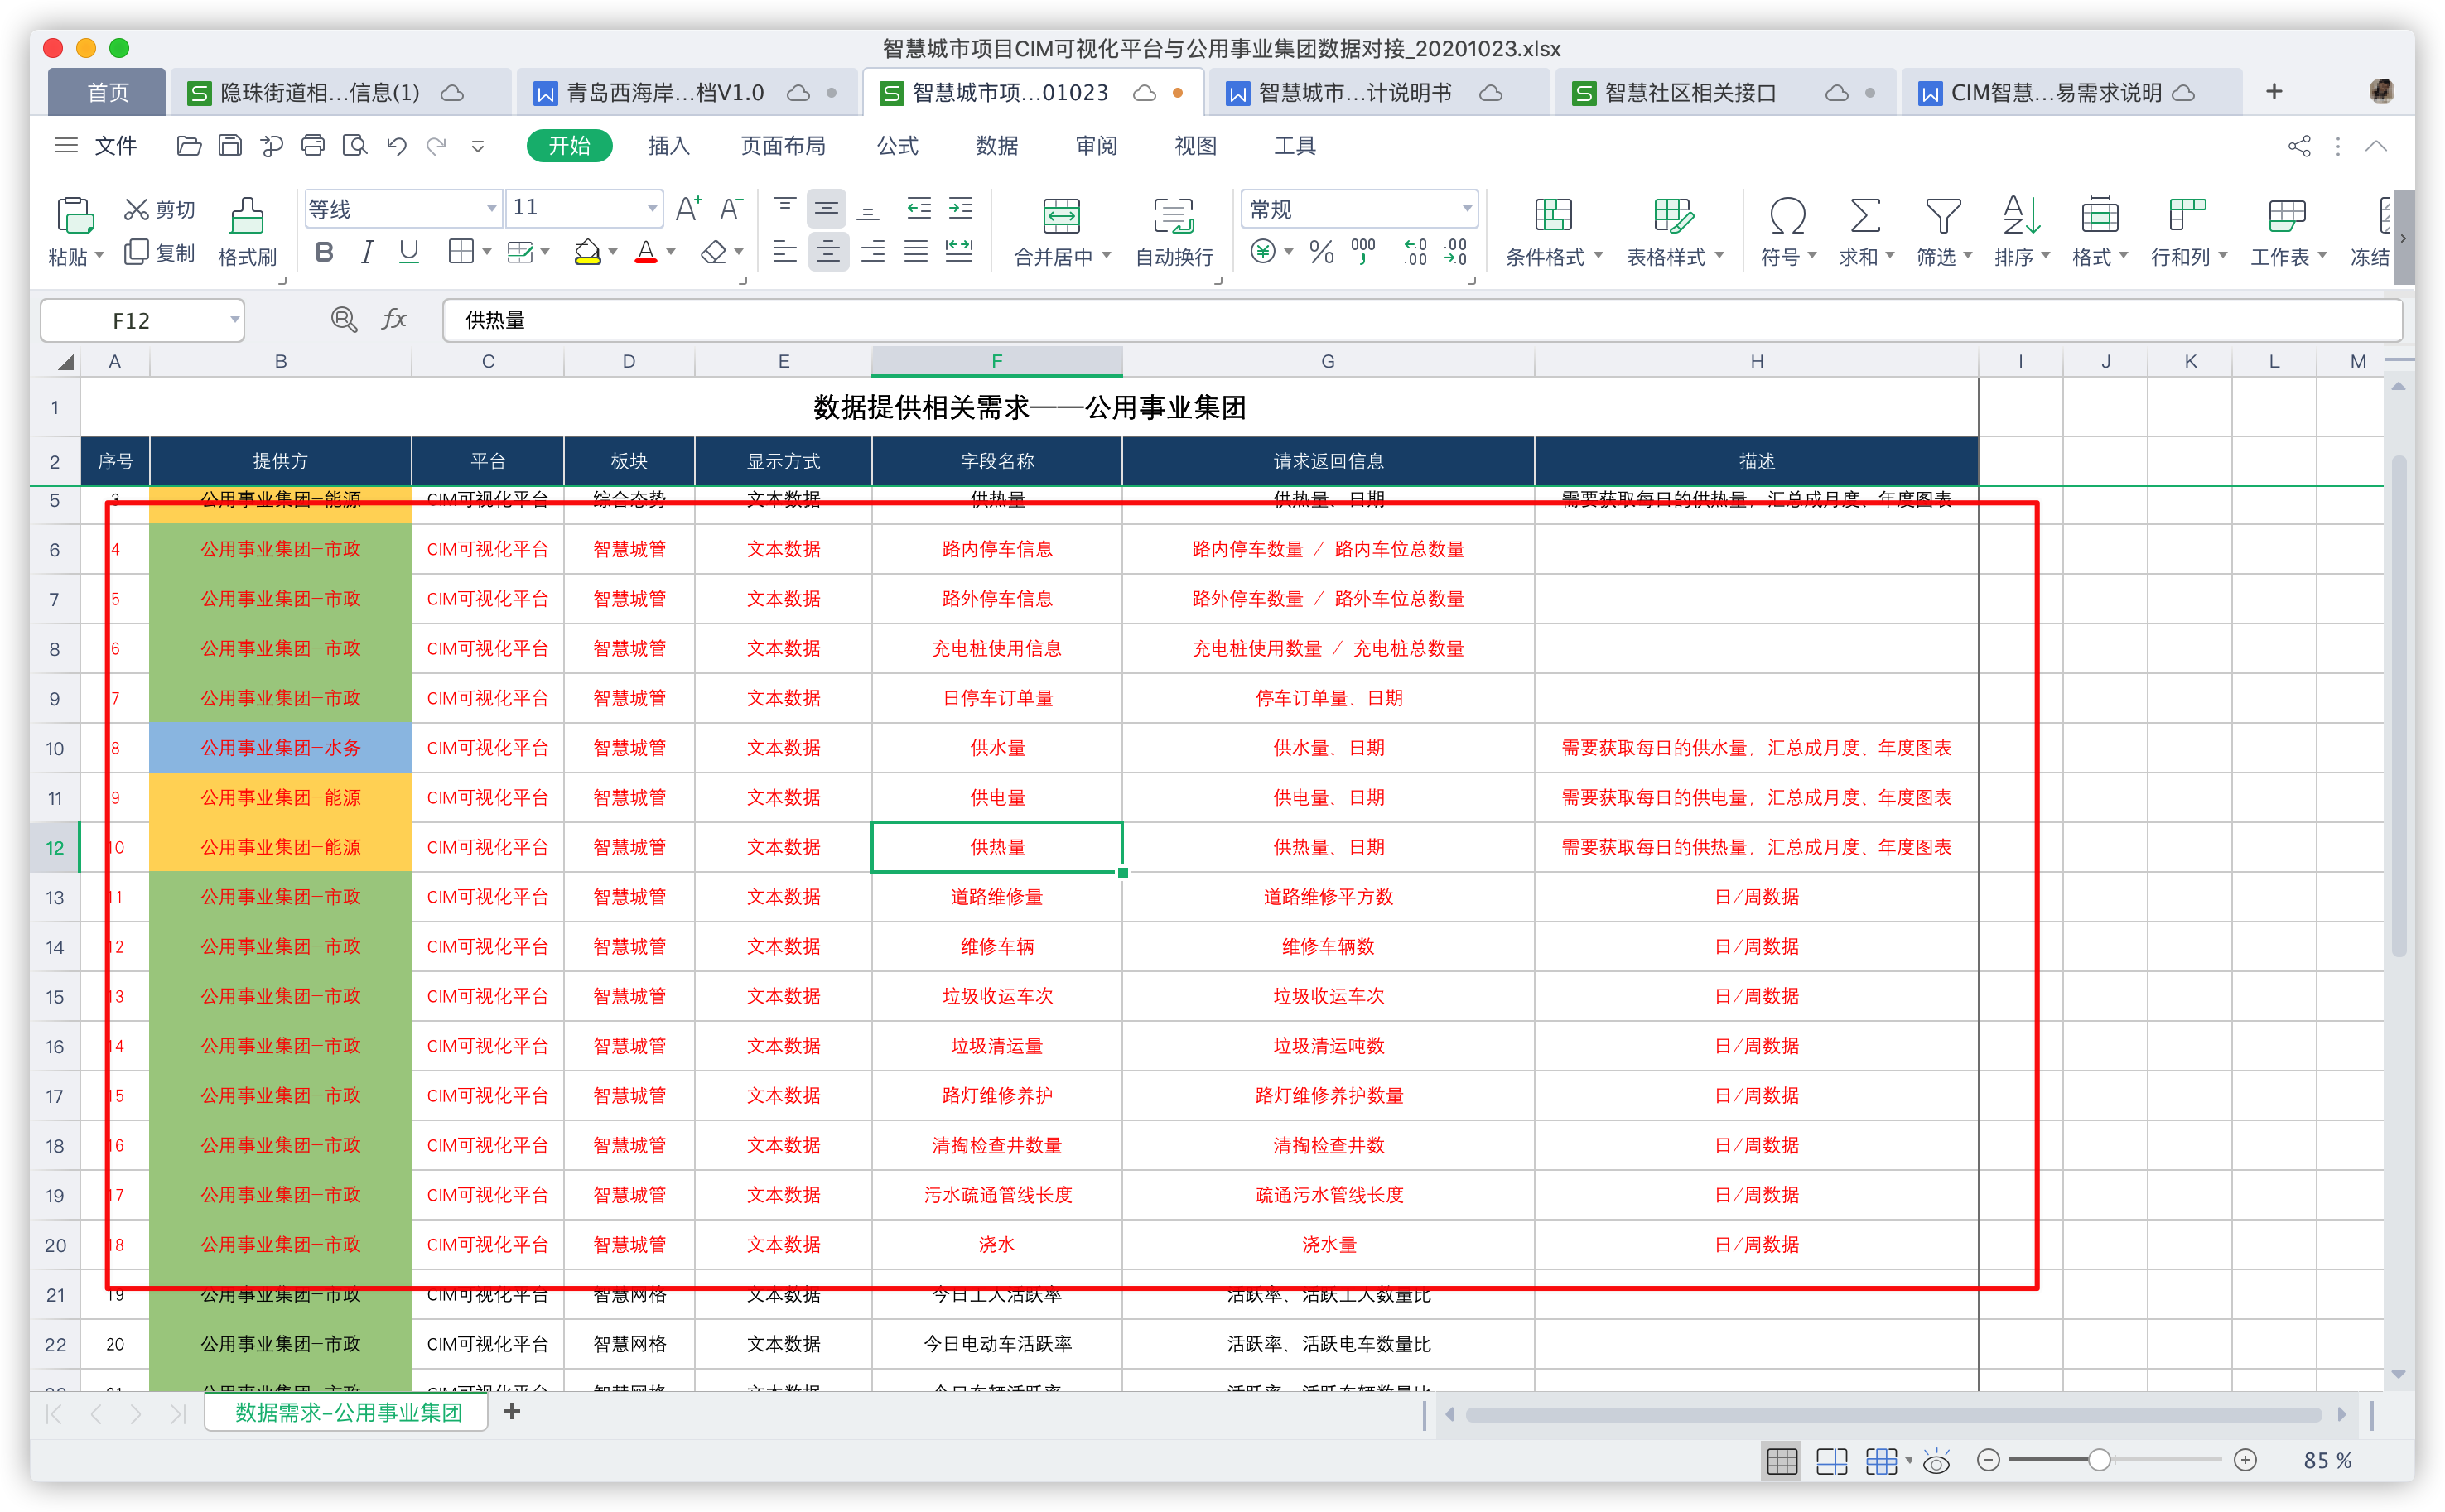 智慧城市项目CIM可视化平台与公用事业集团数据对接_20201023.xlsx
首页 隐珠街道相...信息(1) 青岛西海岸...档V1.0 智慧城市项...01023 智慧城市...计说明书 智慧社区相关接口 CIM智慧...易需求说明
文件 开始 插入 页面布局 公式 数据 审阅 视图 工具
粘贴 剪切 复制 格式刷 等线 11 合并居中 自动换行 常规 条件格式 表格样式 符号 求和 筛选 排序 格式 行和列 工作表 冻结
F12 fx 供热量
A B C D E F G H I J K L M
1 数据提供相关需求——公用事业集团
2 序号 提供方 平台 板块 显示方式 字段名称 请求返回信息 描述
5 3 公用事业集团-能源 CIM可视化平台 综合态势 文本数据 供热量 供热量、日期 需要获取每日的供热量，汇总成月度、年度图表
6 4 公用事业集团-市政 CIM可视化平台 智慧城管 文本数据 路内停车信息 路内停车数量 / 路内车位总数量
7 5 公用事业集团-市政 CIM可视化平台 智慧城管 文本数据 路外停车信息 路外停车数量 / 路外车位总数量
8 6 公用事业集团-市政 CIM可视化平台 智慧城管 文本数据 充电桩使用信息 充电桩使用数量 / 充电桩总数量
9 7 公用事业集团-市政 CIM可视化平台 智慧城管 文本数据 日停车订单量 停车订单量、日期
10 8 公用事业集团-水务 CIM可视化平台 智慧城管 文本数据 供水量 供水量、日期 需要获取每日的供水量，汇总成月度、年度图表
11 9 公用事业集团-能源 CIM可视化平台 智慧城管 文本数据 供电量 供电量、日期 需要获取每日的供电量，汇总成月度、年度图表
12 10 公用事业集团-能源 CIM可视化平台 智慧城管 文本数据 供热量 供热量、日期 需要获取每日的供热量，汇总成月度、年度图表
13 11 公用事业集团-市政 CIM可视化平台 智慧城管 文本数据 道路维修量 道路维修平方数 日/周数据
14 12 公用事业集团-市政 CIM可视化平台 智慧城管 文本数据 维修车辆 维修车辆数 日/周数据
15 13 公用事业集团-市政 CIM可视化平台 智慧城管 文本数据 垃圾收运车次 垃圾收运车次 日/周数据
16 14 公用事业集团-市政 CIM可视化平台 智慧城管 文本数据 垃圾清运量 垃圾清运吨数 日/周数据
17 15 公用事业集团-市政 CIM可视化平台 智慧城管 文本数据 路灯维修养护 路灯维修养护数量 日/周数据
18 16 公用事业集团-市政 CIM可视化平台 智慧城管 文本数据 清掏检查井数量 清掏检查井数 日/周数据
19 17 公用事业集团-市政 CIM可视化平台 智慧城管 文本数据 污水疏通管线长度 疏通污水管线长度 日/周数据
20 18 公用事业集团-市政 CIM可视化平台 智慧城管 文本数据 浇水 浇水量 日/周数据
21 19 公用事业集团-市政 CIM可视化平台 智慧网格 文本数据 今日工人活跃率 活跃率、活跃工人数量比
22 20 公用事业集团-市政 CIM可视化平台 智慧网格 文本数据 今日电动车活跃率 活跃率、活跃电车数量比
数据需求-公用事业集团
85 %